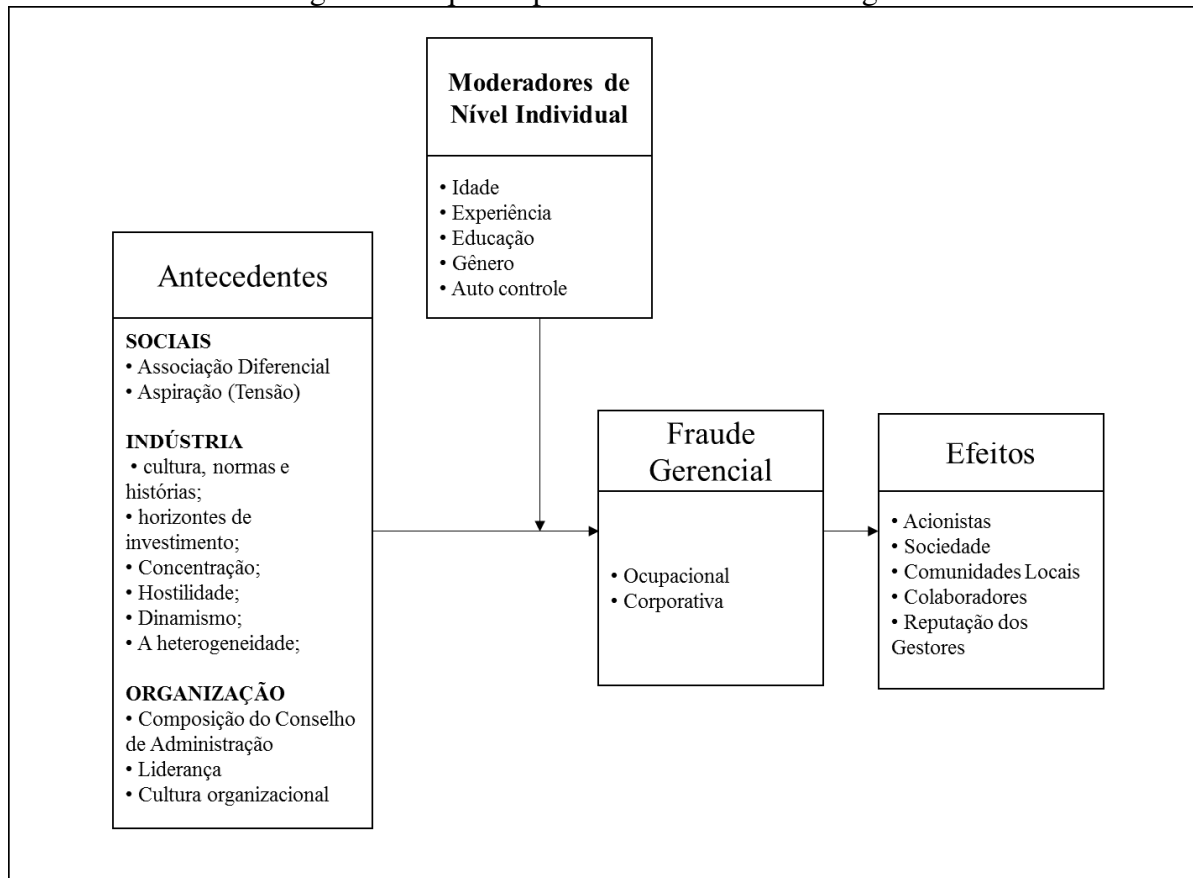 Moderadores de
Nível Individual
• Idade
• Experiência
• Educação
• Gênero
• Auto controle
Antecedentes
SOCIAIS
• Associação Diferencial
• Aspiração (Tensão)
INDÚSTRIA
• cultura, normas e
histórias;
• horizontes de
investimento;
• Concentração;
• Hostilidade;
• Dinamismo;
• A heterogeneidade;
ORGANIZAÇÃO
• Composição do Conselho
de Administração
• Liderança
• Cultura organizacional
Fraude
Gerencial
• Ocupacional
• Corporativa
Efeitos
• Acionistas
• Sociedade
• Comunidades Locais
• Colaboradores
• Reputação dos
Gestores